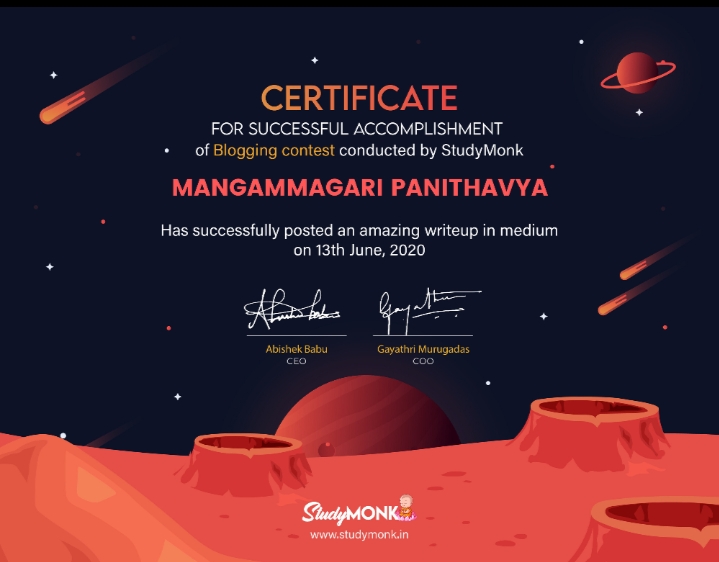 CERTIFICATE
FOR SUCCESSFUL ACCOMPLISHMENT
of Blogging contest conducted by StudyMonk
MANGAMMAGARI PANITHAVYA
Has successfully posted an amazing writeup in medium
on 13th June, 2020
Abishek Babu
CEO
Gayathri Murugadas
COO
StudyMONK
www.studymonk.in